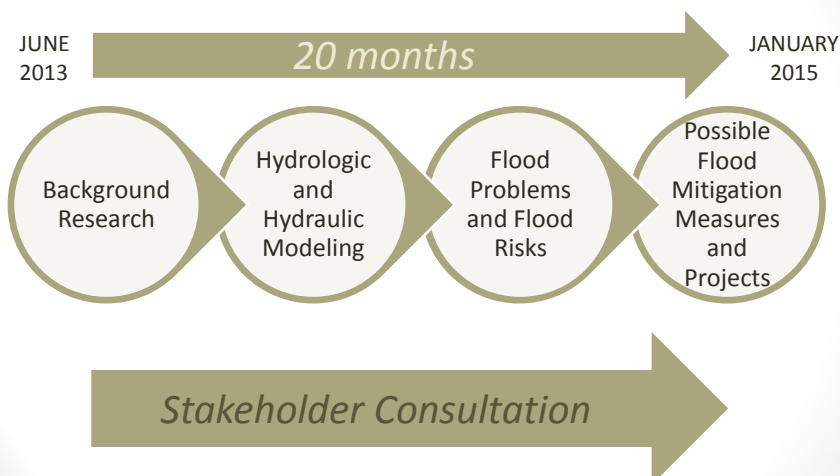 JUNE
2013
20 months
JANUARY
2015
Background
Research
Hydrologic
and
Hydraulic
Modeling
Flood
Problems
and Flood
Risks
Possible
Flood
Mitigation
Measures
and
Projects
Stakeholder Consultation